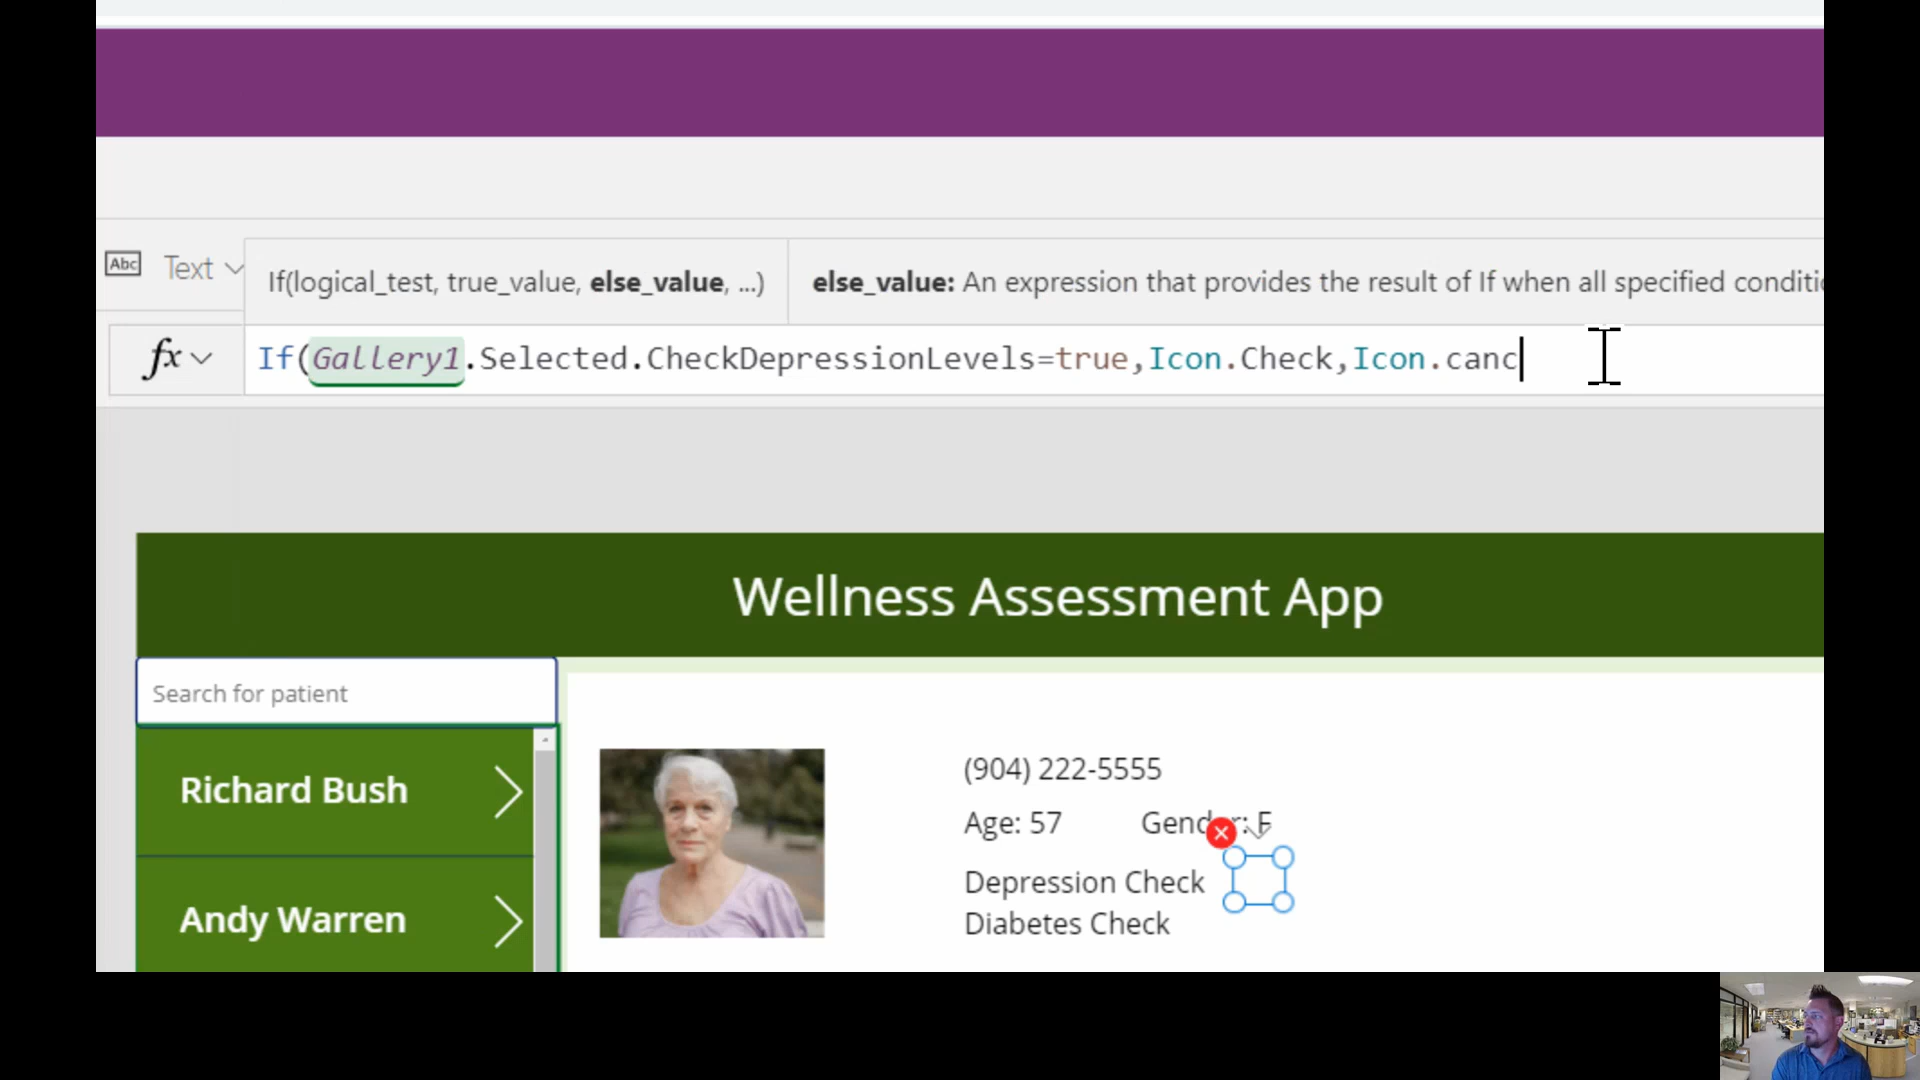 Abc Text
If(logical_test, true_value, else_value, ...) else_value: An expression that provides the result of If when all specified conditi
fx If(Gallery1.Selected.CheckDepressionLevels=true,Icon.Check,Icon.canc
Wellness Assessment App
Search for patient
Richard Bush
Andy Warren
(904) 222-5555
Age: 57 Gender: F
Depression Check
Diabetes Check